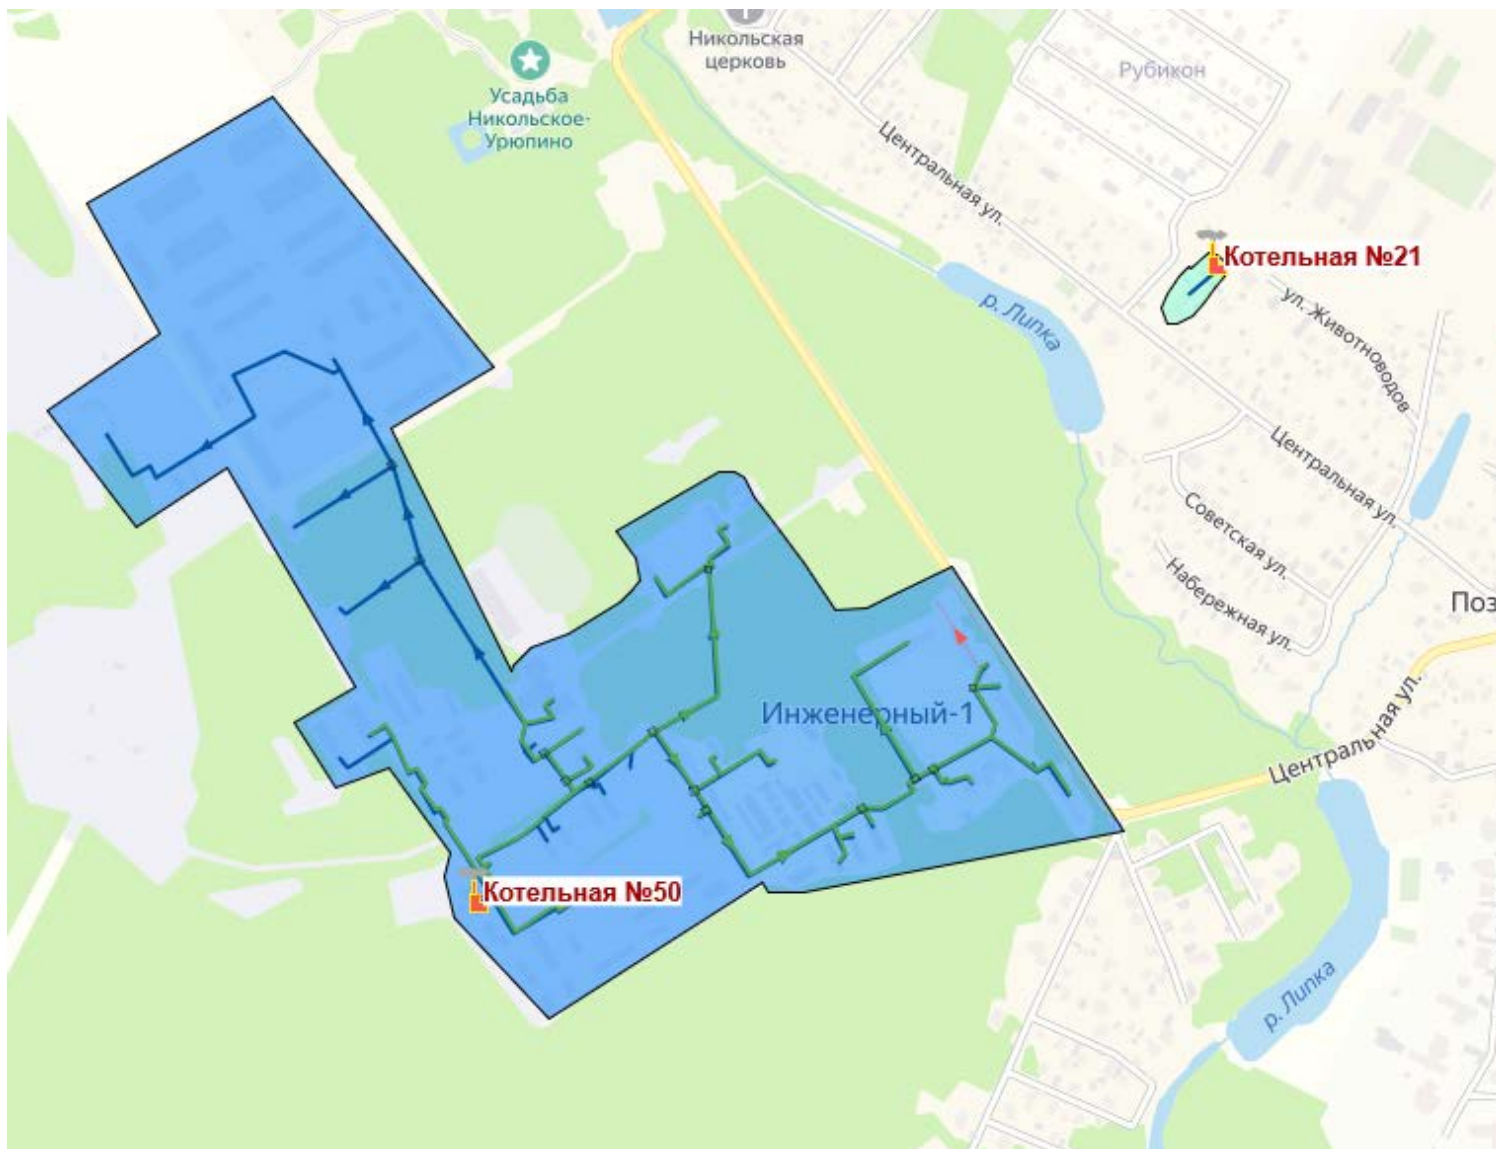 Никольская
церковь
Рубикон
Усадьба
Никольское-
Урюпино
Центральная ул.
Котельная №21
р. Липка
ул. Животноводов
Центральная ул.
Советская ул.
Набережная ул.
Поз
Инженерный-1
Центральная ул.
Котельная №50
р. Липка